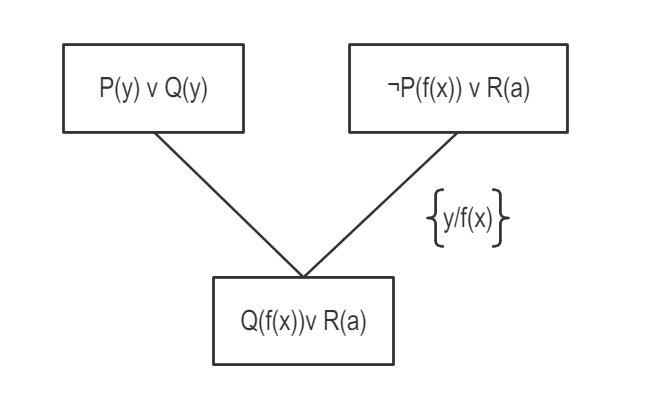 P(y) v Q(y)
¬P(f(x)) v R(a)
{y/f(x)}
Q(f(x))v R(a)